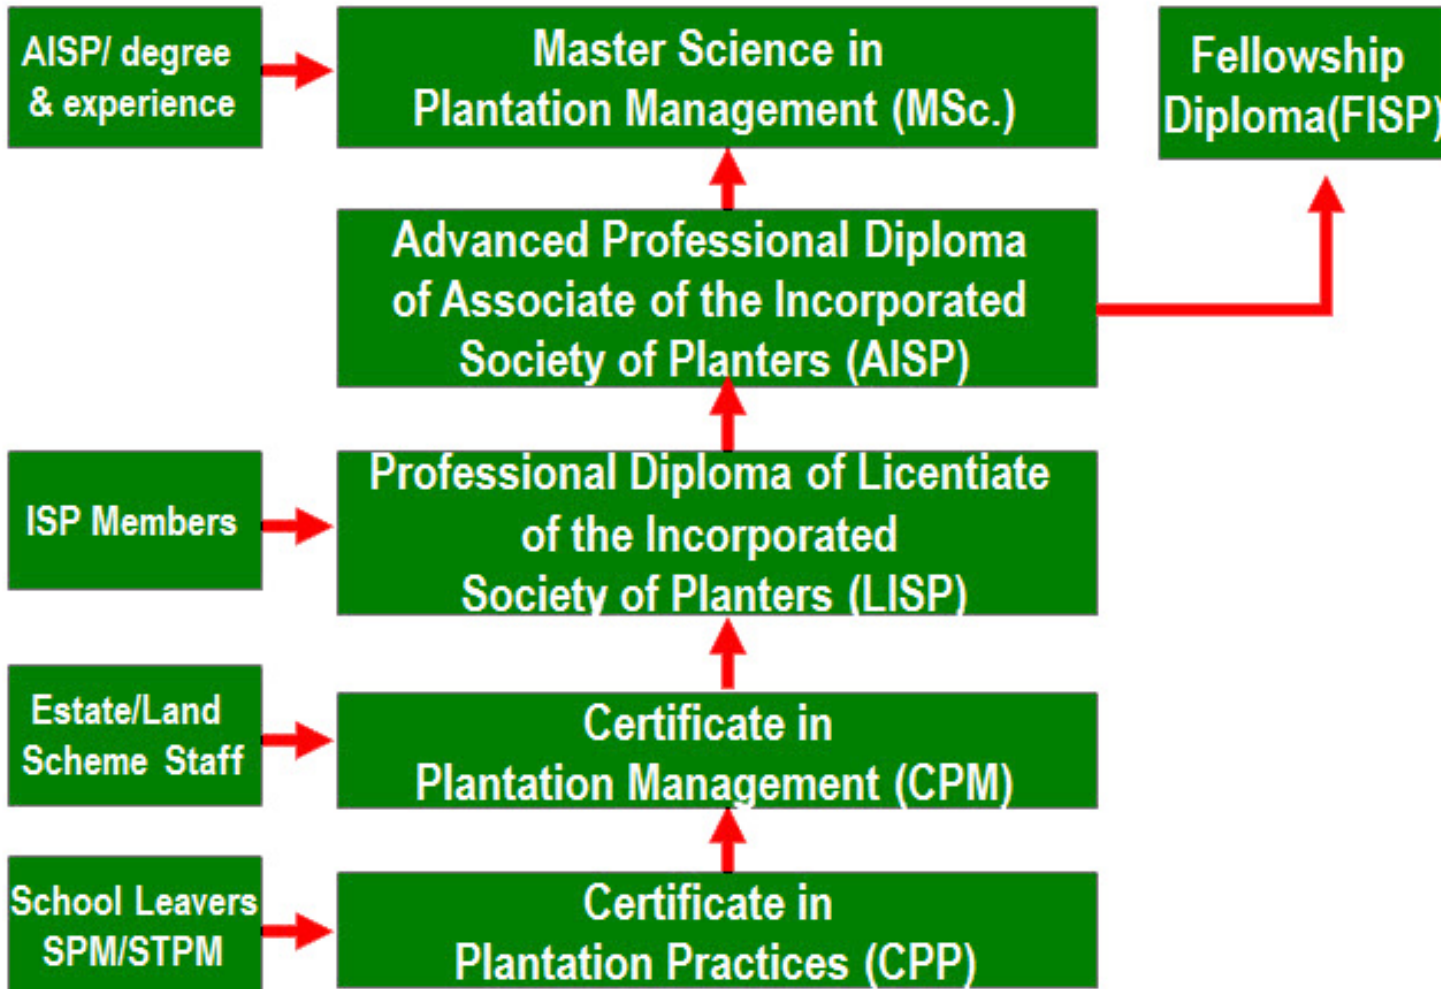 AISP/ degree
& experience
Master Science in
Plantation Management (MSc.)
Fellowship
Diploma(FISP)
Advanced Professional Diploma
of Associate of the Incorporated
Society of Planters (AISP)
ISP Members
Professional Diploma of Licentiate
of the Incorporated
Society of Planters (LISP)
Estate/Land
Scheme Staff
Certificate in
Plantation Management (CPM)
School Leavers
SPM/STPM
Certificate in
Plantation Practices (CPP)